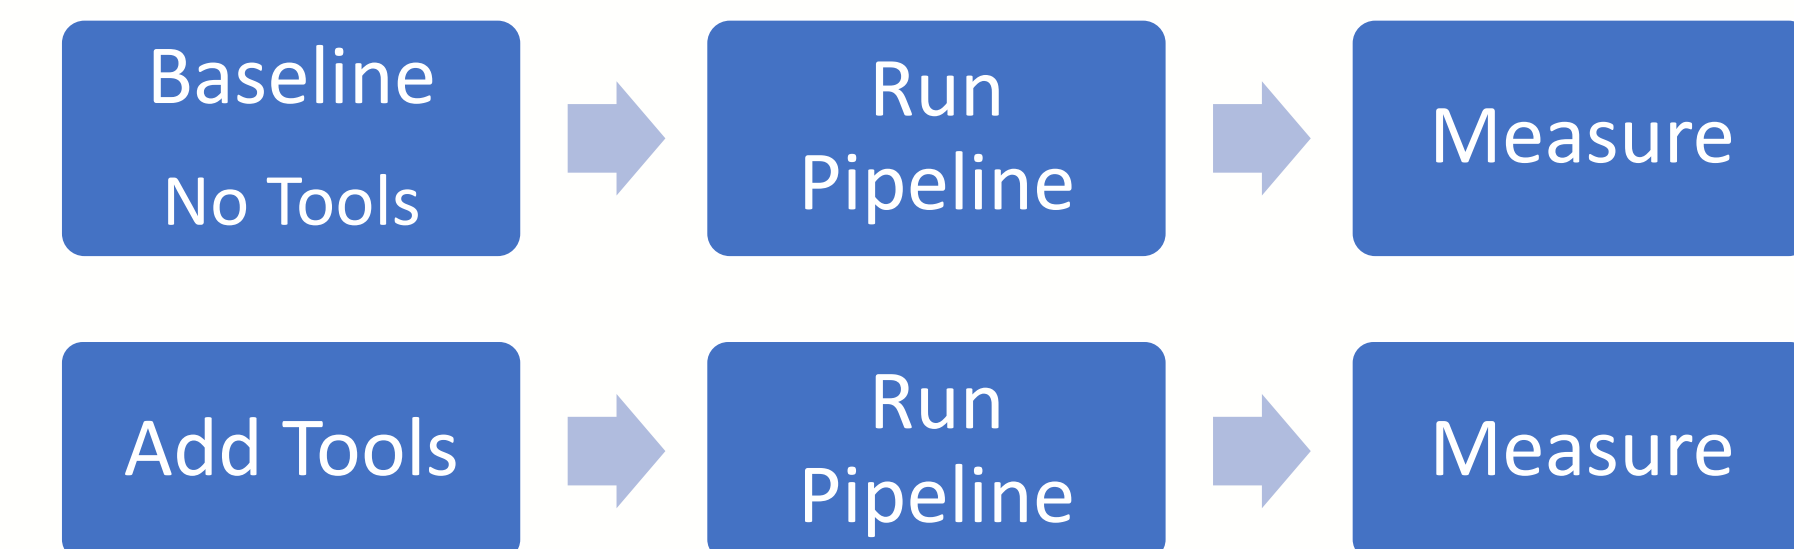 Baseline
No Tools
Run
Pipeline
Measure
Add Tools
Run
Pipeline
Measure